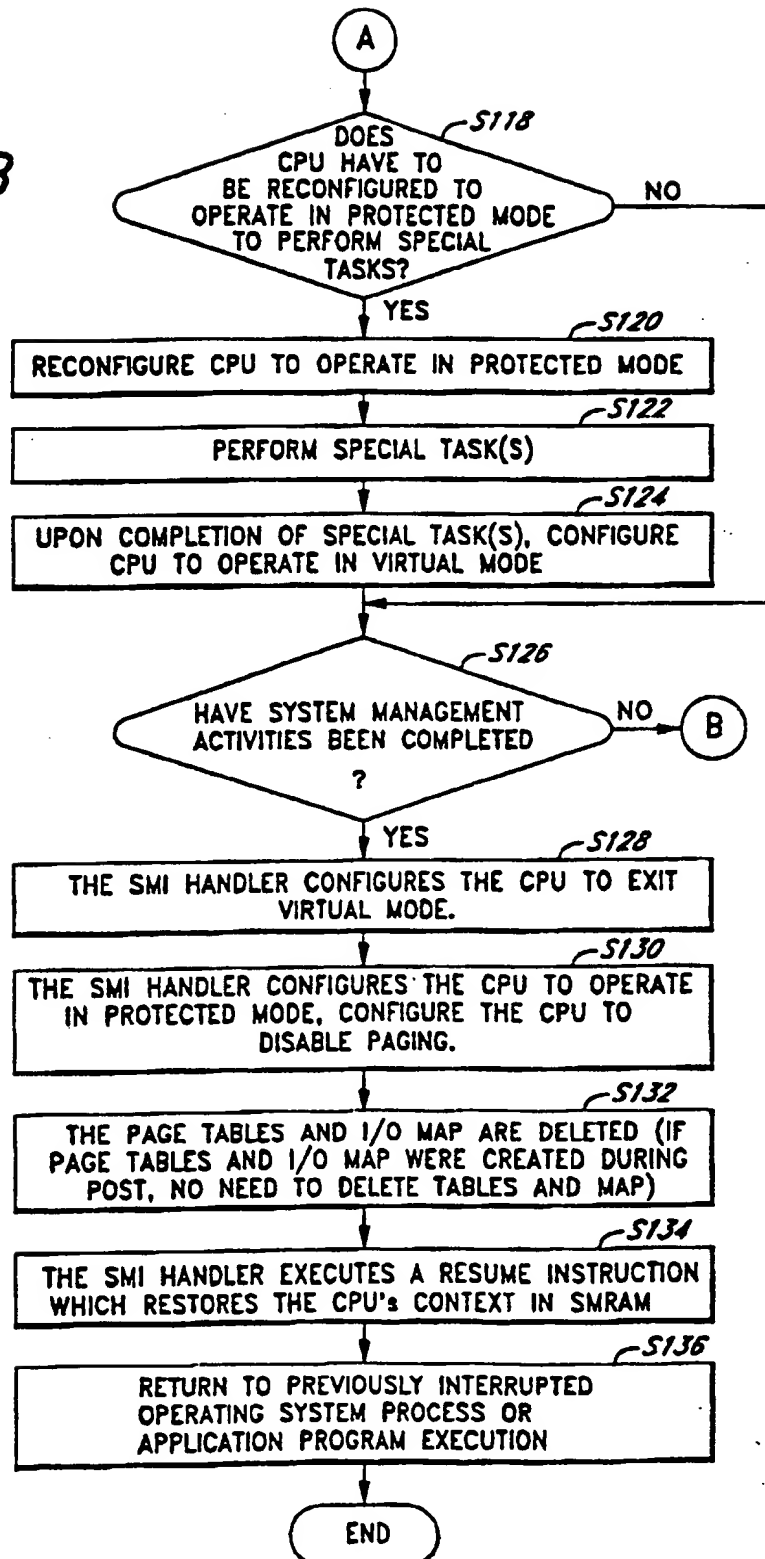 A
S118
B
DOES
CPU HAVE TO
BE RECONFIGURED TO
OPERATE IN PROTECTED MODE
TO PERFORM SPECIAL
TASKS?
NO
YES
S120
RECONFIGURE CPU TO OPERATE IN PROTECTED MODE
S122
PERFORM SPECIAL TASK(S)
S124
UPON COMPLETION OF SPECIAL TASK(S), CONFIGURE
CPU TO OPERATE IN VIRTUAL MODE
S126
HAVE SYSTEM MANAGEMENT
ACTIVITIES BEEN COMPLETED
?
NO
B
YES
S128
THE SMI HANDLER CONFIGURES THE CPU TO EXIT
VIRTUAL MODE.
S130
THE SMI HANDLER CONFIGURES THE CPU TO OPERATE
IN PROTECTED MODE, CONFIGURE THE CPU TO
DISABLE PAGING.
S132
THE PAGE TABLES AND I/O MAP ARE DELETED (IF
PAGE TABLES AND I/O MAP WERE CREATED DURING
POST, NO NEED TO DELETE TABLES AND MAP)
S134
THE SMI HANDLER EXECUTES A RESUME INSTRUCTION
WHICH RESTORES THE CPU's CONTEXT IN SMRAM
S136
RETURN TO PREVIOUSLY INTERRUPTED
OPERATING SYSTEM PROCESS OR
APPLICATION PROGRAM EXECUTION
END